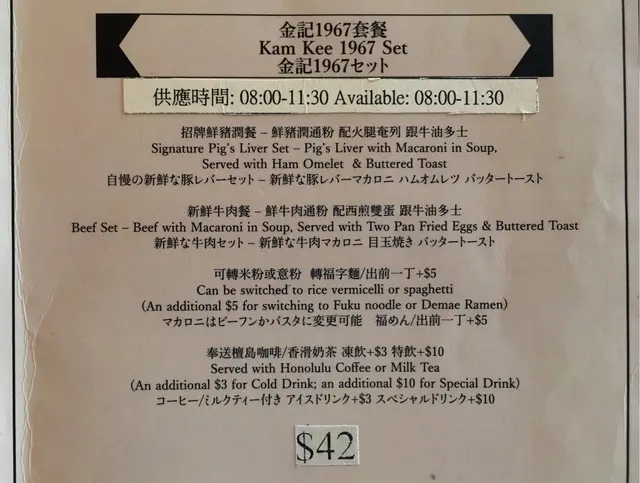 金記1967套餐
Kam Kee 1967 Set
金記1967セット
供應時間: 08:00-11:30 Available: 08:00-11:30
招牌鮮豬潤餐 – 鮮豬潤通粉 配火腿奄列 跟牛油多士
Signature Pig's Liver Set – Pig's Liver with Macaroni in Soup,
Served with Ham Omelet & Buttered Toast
自慢の新鮮な豚レバーセット – 新鮮な豚レバーマカロニ ハムオムレツ バッタートースト
新鮮牛肉餐 – 鮮牛肉通粉 配西煎雙蛋 跟牛油多士
Beef Set – Beef with Macaroni in Soup, Served with Two Pan Fried Eggs & Buttered Toast
新鮮な牛肉セット – 新鮮な牛肉マカロニ 目玉焼き バッタートースト
可轉米粉或意粉 轉福字麵/出前一丁+$5
Can be switched to rice vermicelli or spaghetti
(An additional $5 for switching to Fuku noodle or Demae Ramen)
マカロニはビーフンかパスタに変更可能 福めん/出前一丁+$5
奉送檀島咖啡/香滑奶茶 凍飲+$3 特飲+$10
Served with Honolulu Coffee or Milk Tea
(An additional $3 for Cold Drink; an additional $10 for Special Drink)
コーヒー/ミルクティー付き アイスドリンク+$3 スペシャルドリンク+$10
$42